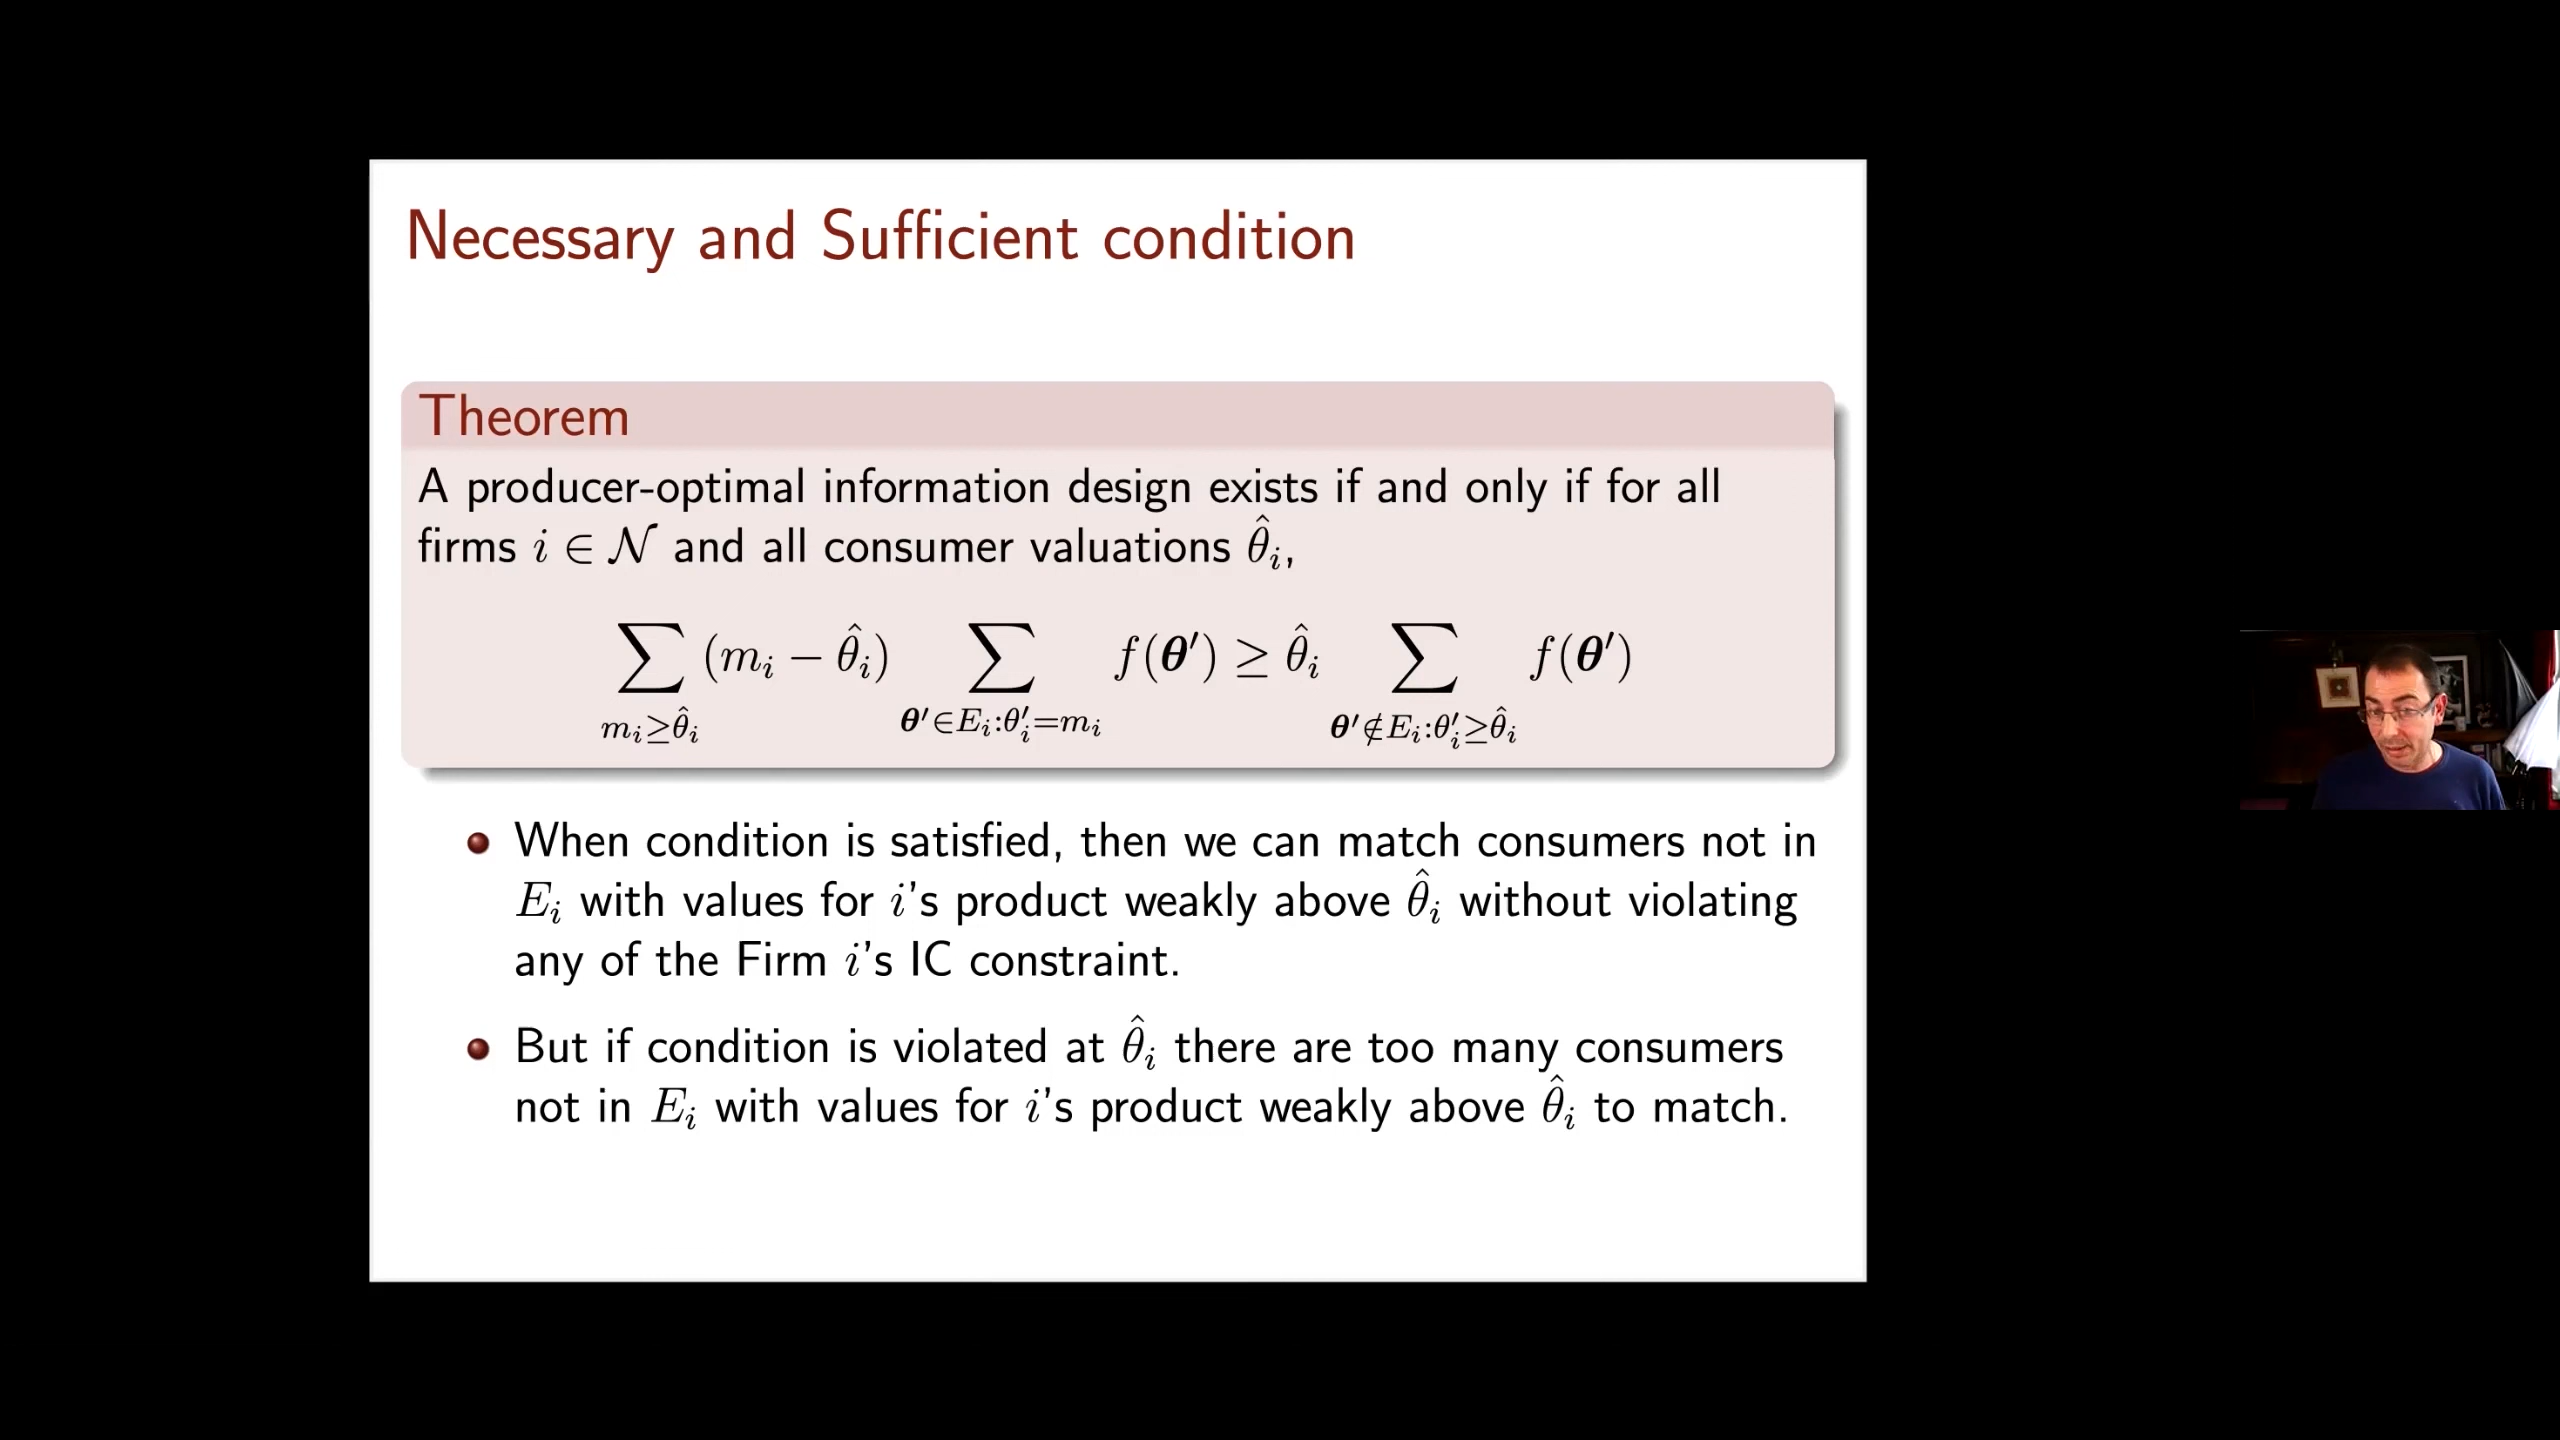 Necessary and Sufficient condition
Theorem
A producer-optimal information design exists if and only if for all
firms i ∈ 𝒩 and all consumer valuations θ̂ᵢ,
∑_{mᵢ≥θ̂ᵢ} (mᵢ − θ̂ᵢ) ∑_{𝜽′∈Eᵢ:θ′ᵢ=mᵢ} f(𝜽′) ≥ θ̂ᵢ ∑_{𝜽′∉Eᵢ:θ′ᵢ≥θ̂ᵢ} f(𝜽′)
When condition is satisfied, then we can match consumers not in
Eᵢ with values for i's product weakly above θ̂ᵢ without violating
any of the Firm i's IC constraint.
But if condition is violated at θ̂ᵢ there are too many consumers
not in Eᵢ with values for i's product weakly above θ̂ᵢ to match.